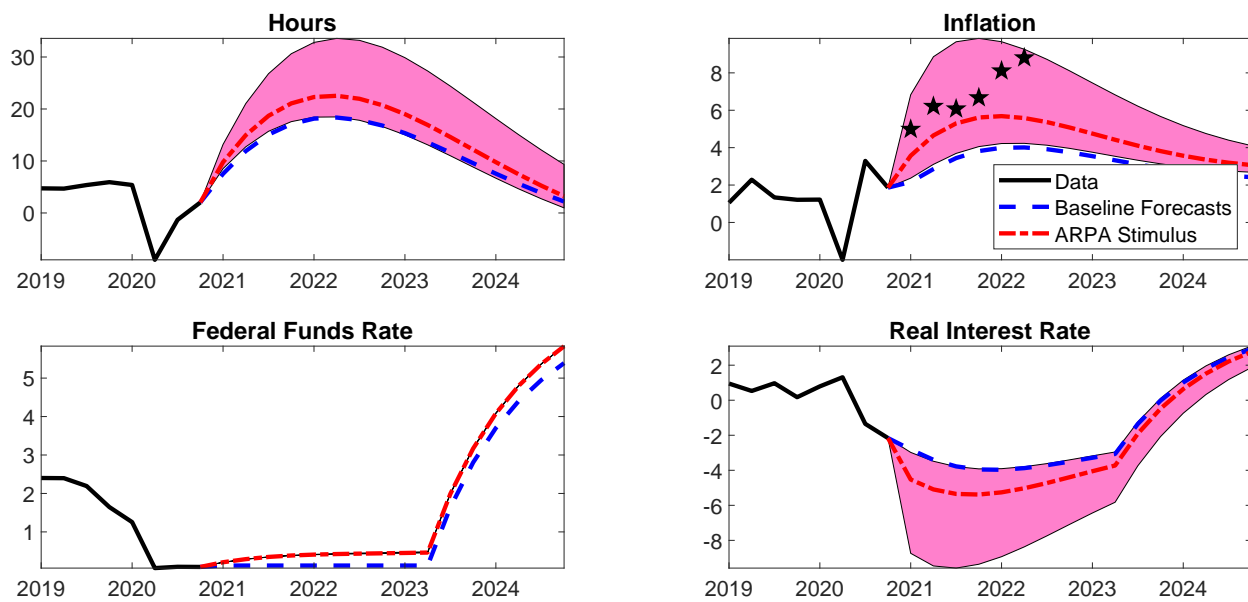 Hours
30
20
10
0
2019 2020 2021 2022 2023 2024
Inflation
8
6
4
2
0
Data
Baseline Forecasts
ARPA Stimulus
2019 2020 2021 2022 2023 2024
Federal Funds Rate
5
4
3
2
1
2019 2020 2021 2022 2023 2024
Real Interest Rate
2
0
-2
-4
-6
-8
2019 2020 2021 2022 2023 2024